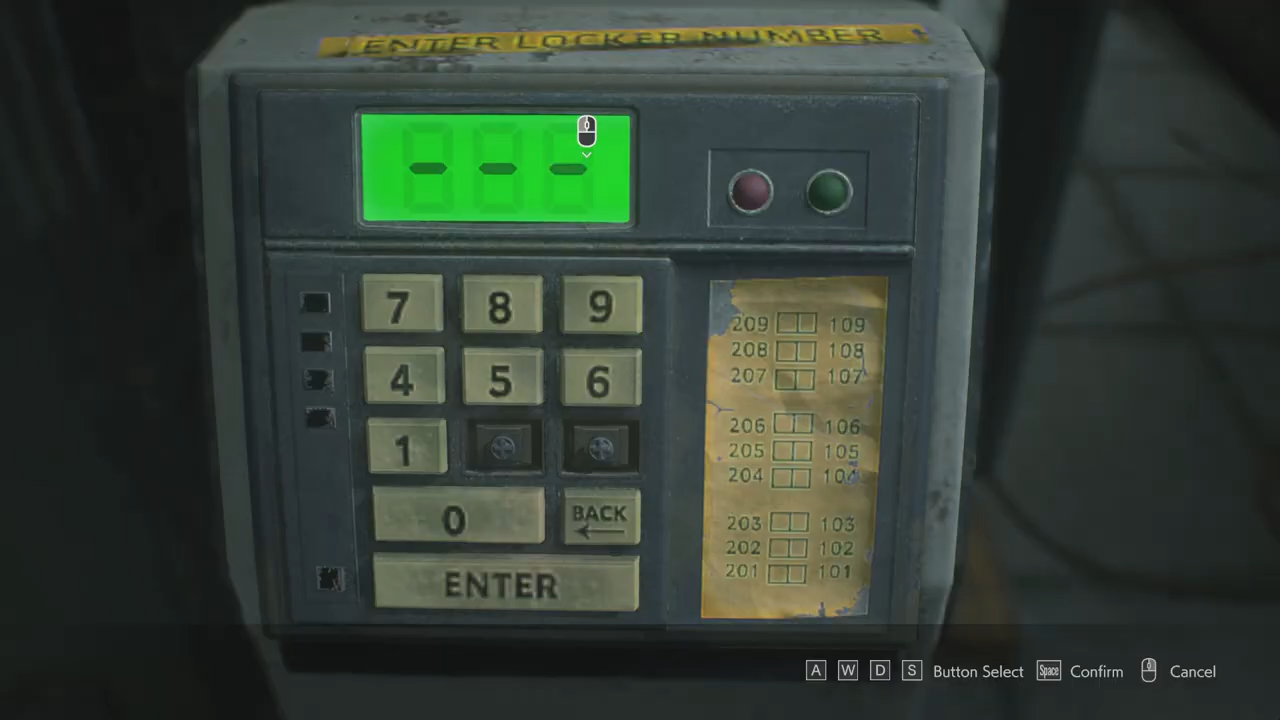 ENTER LOCKER NUMBER
- - -
7 8 9
4 5 6
1
0 BACK
ENTER
209 109
208 108
207 107
206 106
205 105
204 104
203 103
202 102
201 101
A W D S Button Select Space Confirm Cancel